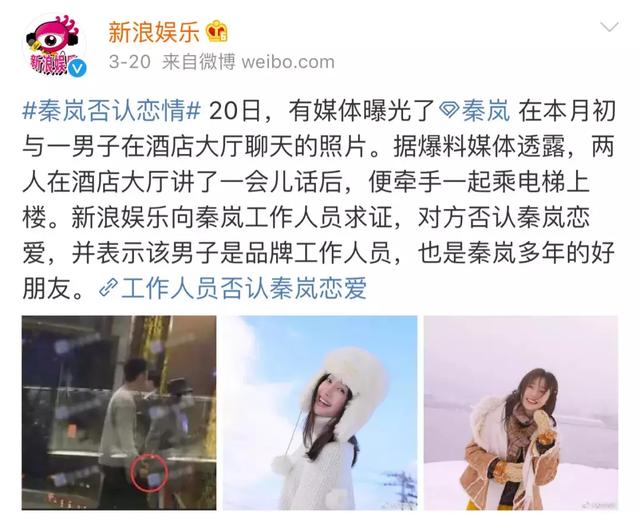 新浪娱乐
新浪娱乐
3-20 来自微博 weibo.com
#秦岚否认恋情# 20日，有媒体曝光了秦岚 在本月初
与一男子在酒店大厅聊天的照片。据爆料媒体透露，两
人在酒店大厅讲了一会儿话后，便牵手一起乘电梯上
楼。新浪娱乐向秦岚工作人员求证，对方否认秦岚恋
爱，并表示该男子是品牌工作人员，也是秦岚多年的好
朋友。工作人员否认秦岚恋爱